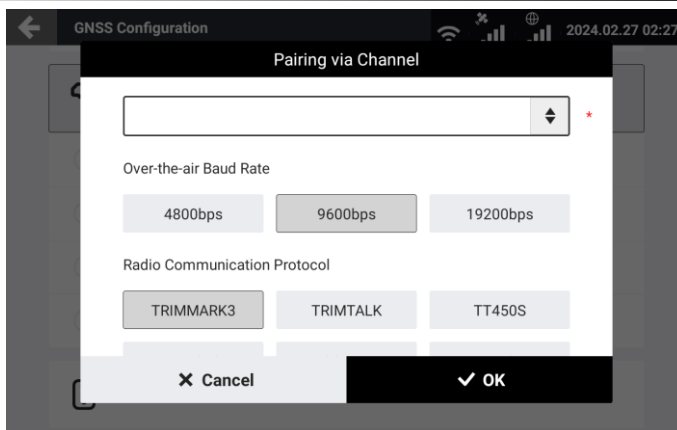 GNSS Configuration 2024.02.27 02:27
Pairing via Channel
*
Over-the-air Baud Rate
4800bps 9600bps 19200bps
Radio Communication Protocol
TRIMMARK3 TRIMTALK TT450S
Cancel OK